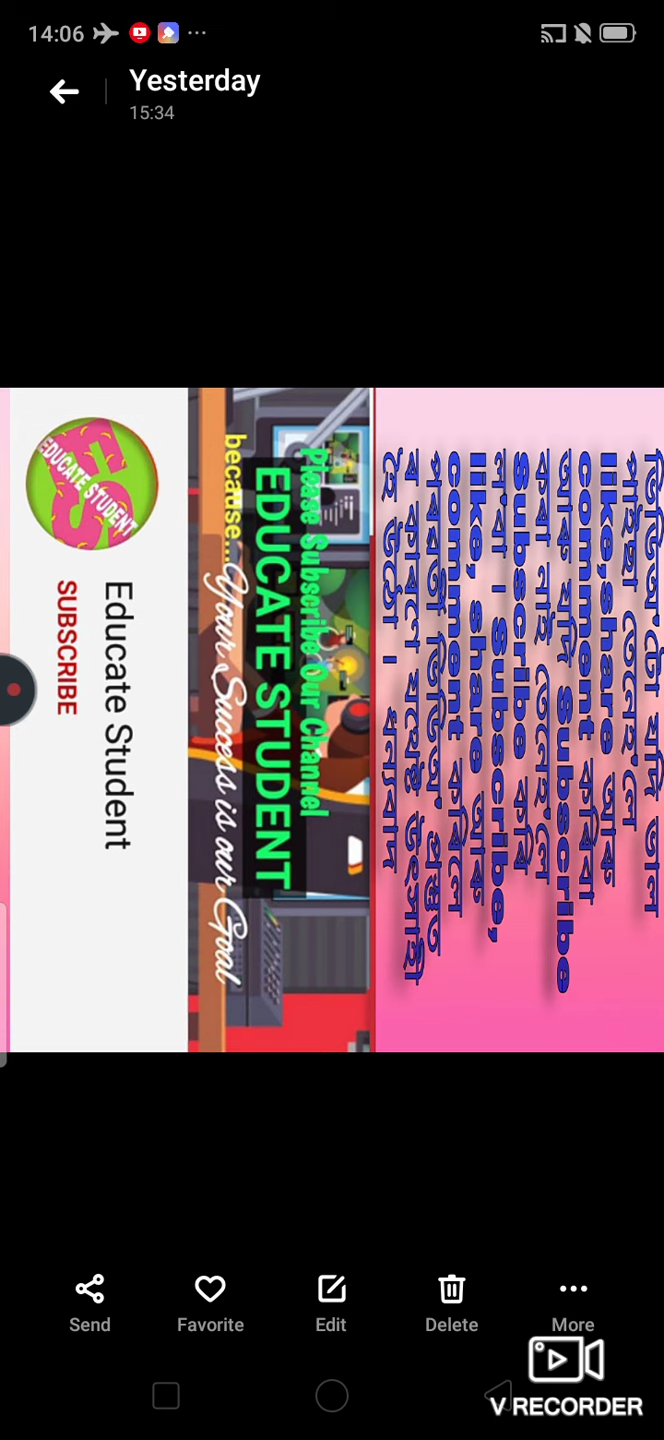 14:06
Yesterday
15:34
ভিডিঅ'টো যদি ভাল
পাইছা তেনেহ'লে
like,share আৰু
comment কৰিবা
আৰু যদি Subscribe
কৰা নাই তেনেহ'লে
Subscribe কৰি
ল'বা । Subscribe,
like, share আৰু
comment কৰিলে
পৰৱৰ্তী ভিডিঅ' প্ৰস্তুত
ৰ কাৰণে যথেষ্ট উৎসাহী
হৈ উঠো । ধন্যবাদ
Please Subscribe Our Channel
EDUCATE STUDENT
because...Your Success is our Goal
EDUCATE STUDENT
Educate Student
SUBSCRIBE
Send
Favorite
Edit
Delete
More
V RECORDER